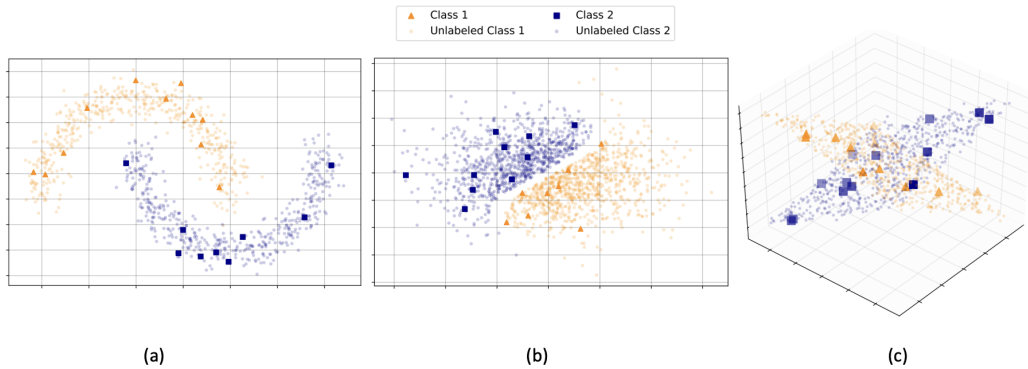 Class 1
Unlabeled Class 1
Class 2
Unlabeled Class 2
(a)
(b)
(c)